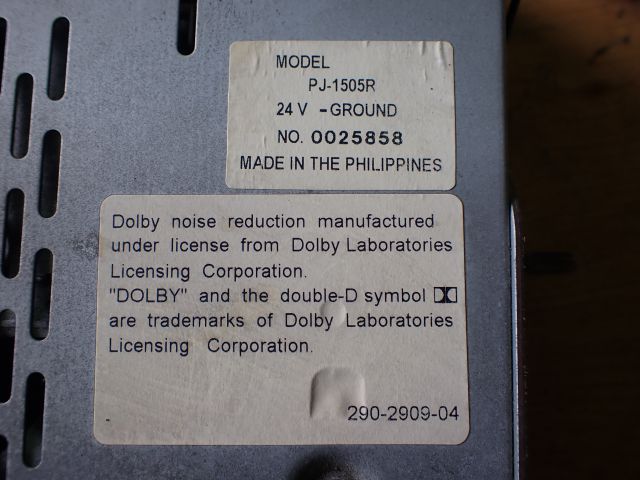 MODEL
PJ-1505R
24 V - GROUND
NO. 0025858
MADE IN THE PHILIPPINES
Dolby noise reduction manufactured
under license from Dolby Laboratories
Licensing Corporation.
"DOLBY" and the double-D symbol
are trademarks of Dolby Laboratories
Licensing Corporation.
290-2909-04